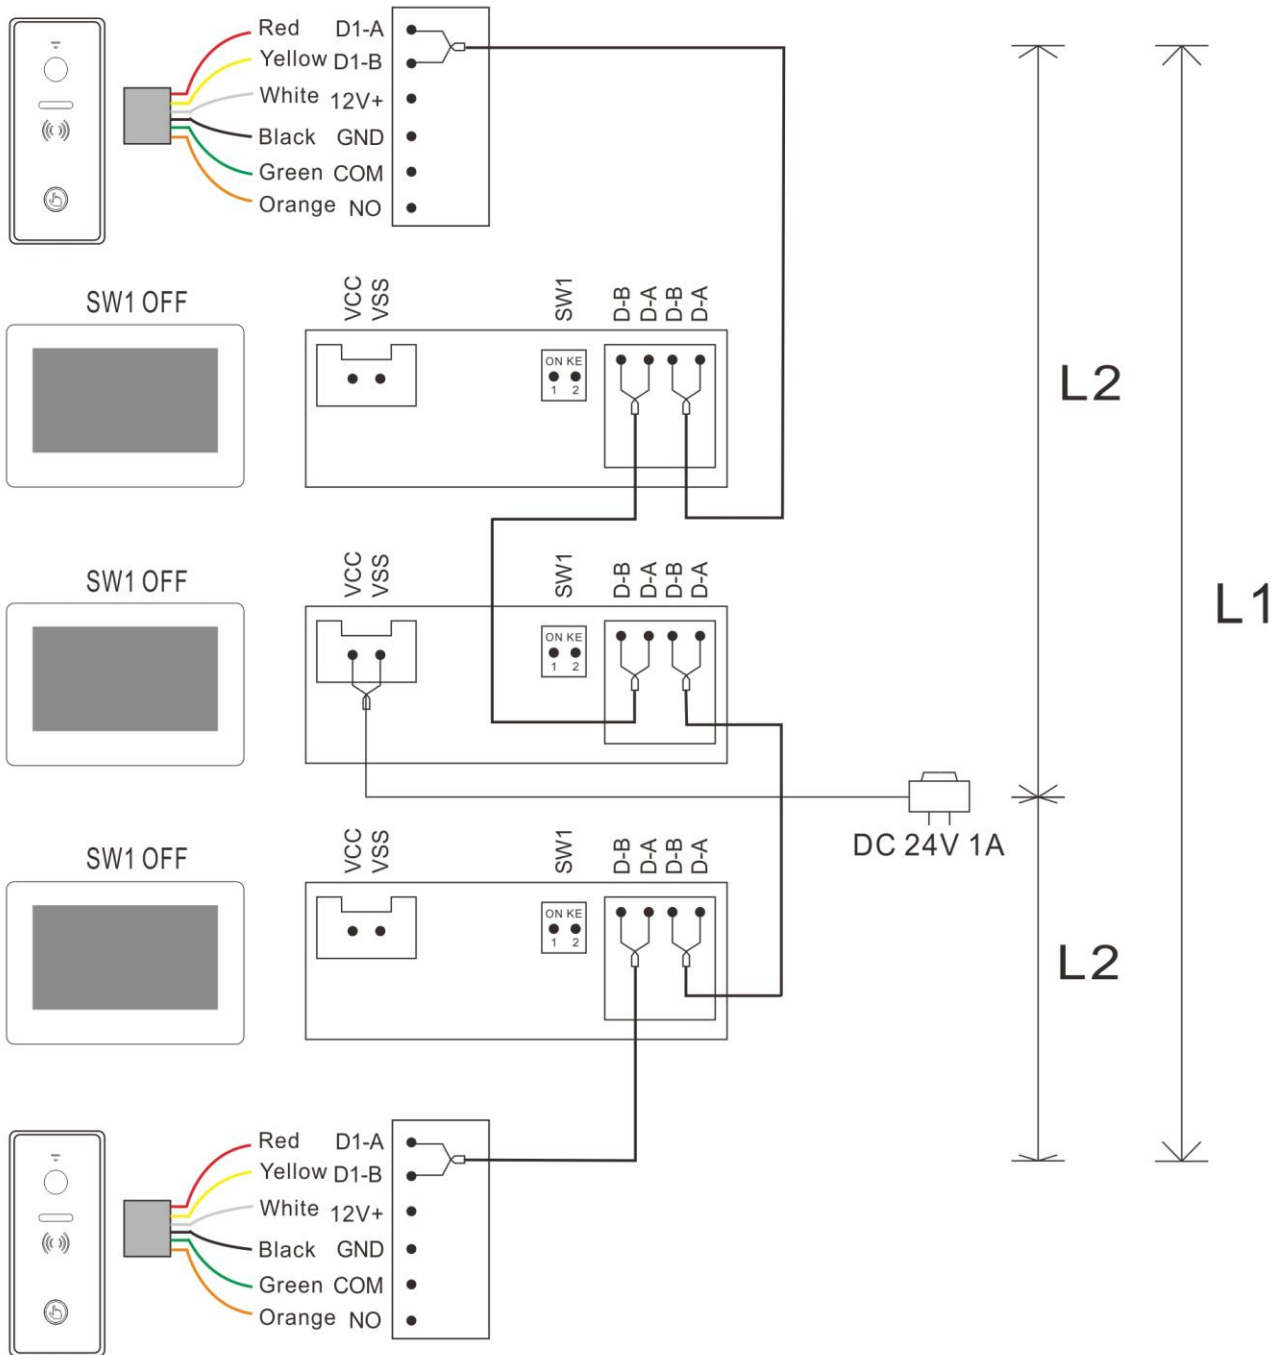 Red D1-A
Yellow D1-B
White 12V+
Black GND
Green COM
Orange NO
SW1 OFF
VCC VSS SW1 D-B D-A D-B D-A
ON KE
1 2
L2
SW1 OFF
VCC VSS SW1 D-B D-A D-B D-A
ON KE
1 2
L1
DC 24V 1A
SW1 OFF
VCC VSS SW1 D-B D-A D-B D-A
ON KE
1 2
L2
Red D1-A
Yellow D1-B
White 12V+
Black GND
Green COM
Orange NO